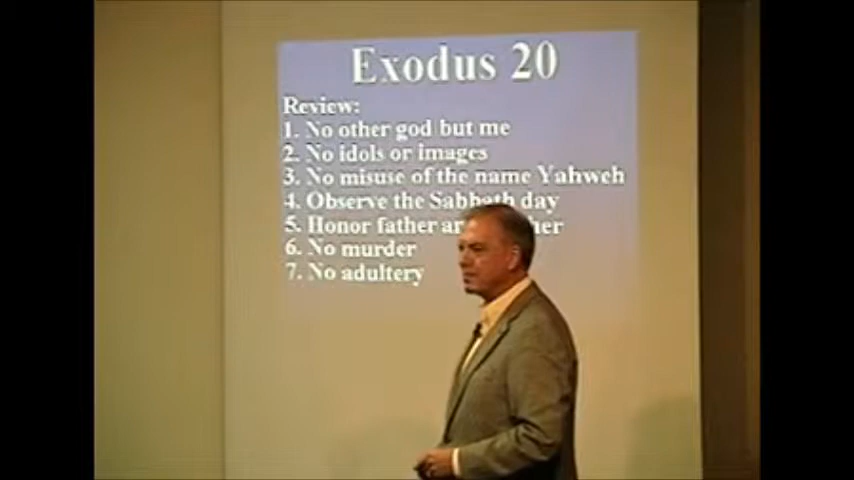 Exodus 20
Review:
1. No other god but me
2. No idols or images
3. No misuse of the name Yahweh
4. Observe the Sabbath day
5. Honor father
6. No murder
7. No adultery